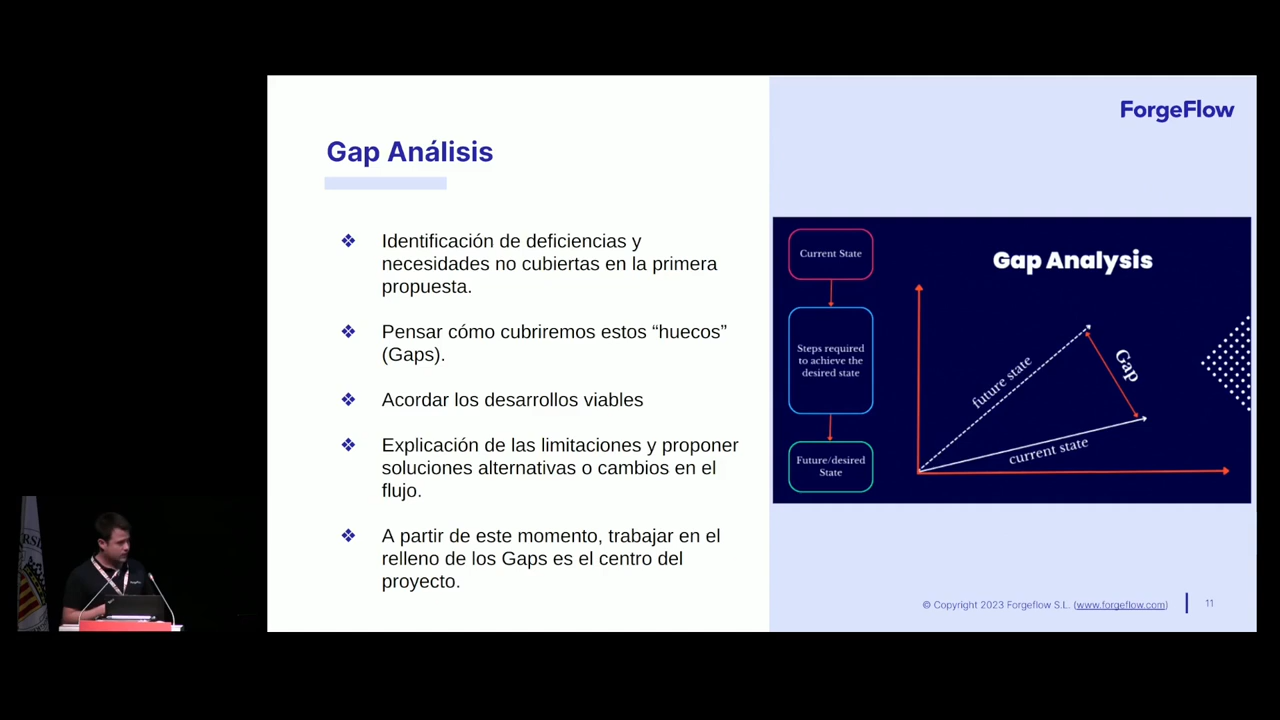 ForgeFlow
Gap Análisis
❖ Identificación de deficiencias y
necesidades no cubiertas en la primera
propuesta.
❖ Pensar cómo cubriremos estos “huecos”
(Gaps).
❖ Acordar los desarrollos viables
❖ Explicación de las limitaciones y proponer
soluciones alternativas o cambios en el
flujo.
❖ A partir de este momento, trabajar en el
relleno de los Gaps es el centro del
proyecto.
Current State
Steps required
to achieve the
desired state
Future/desired
State
Gap Analysis
future state
Gap
current state
© Copyright 2023 Forgeflow S.L. (www.forgeflow.com)
11